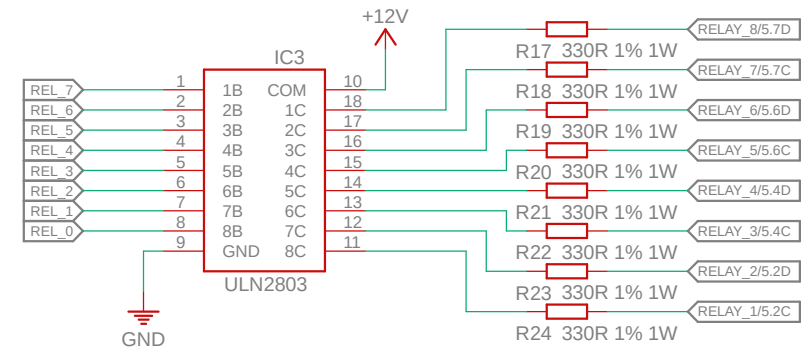 +12V
RELAY_8/5.7D
IC3
R17 330R 1% 1W
REL_7 1 1B COM 10 RELAY_7/5.7C
REL_6 2 2B 1C 18 R18 330R 1% 1W
REL_5 3 3B 2C 17 RELAY_6/5.6D
R19 330R 1% 1W
REL_4 4 4B 3C 16 RELAY_5/5.6C
REL_3 5 5B 4C 15 R20 330R 1% 1W
REL_2 6 6B 5C 14 RELAY_4/5.4D
REL_1 7 7B 6C 13 R21 330R 1% 1W
REL_0 8 8B 7C 12 RELAY_3/5.4C
9 GND 8C 11 R22 330R 1% 1W
RELAY_2/5.2D
ULN2803
R23 330R 1% 1W
RELAY_1/5.2C
GND
R24 330R 1% 1W